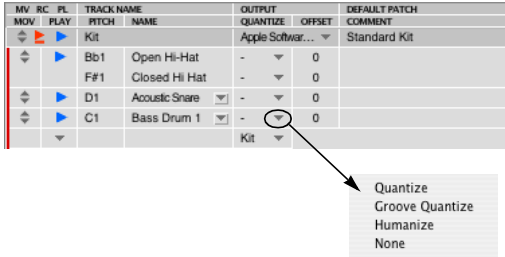 MV RC PL TRACK NAME OUTPUT DEFAULT PATCH
MOV PLAY PITCH NAME QUANTIZE OFFSET COMMENT
Kit Apple Softwar... Standard Kit
Bb1 Open Hi-Hat - 0
F#1 Closed Hi Hat - 0
D1 Acoustic Snare - 0
C1 Bass Drum 1 - 0
Kit
Quantize
Groove Quantize
Humanize
None